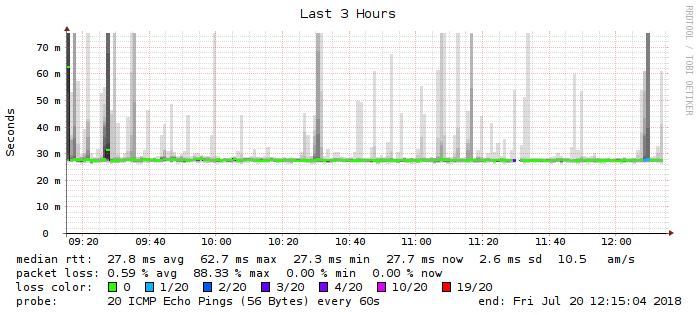 Last 3 Hours
RRDTOOL / TOBI OETIKER
Seconds
70 m
60 m
50 m
40 m
30 m
20 m
10 m
0
09:20 09:40 10:00 10:20 10:40 11:00 11:20 11:40 12:00
median rtt: 27.8 ms avg 62.7 ms max 27.3 ms min 27.7 ms now 2.6 ms sd 10.5 am/s
packet loss: 0.59 % avg 88.33 % max 0.00 % min 0.00 % now
loss color: 0 1/20 2/20 3/20 4/20 10/20 19/20
probe: 20 ICMP Echo Pings (56 Bytes) every 60s end: Fri Jul 20 12:15:04 2018